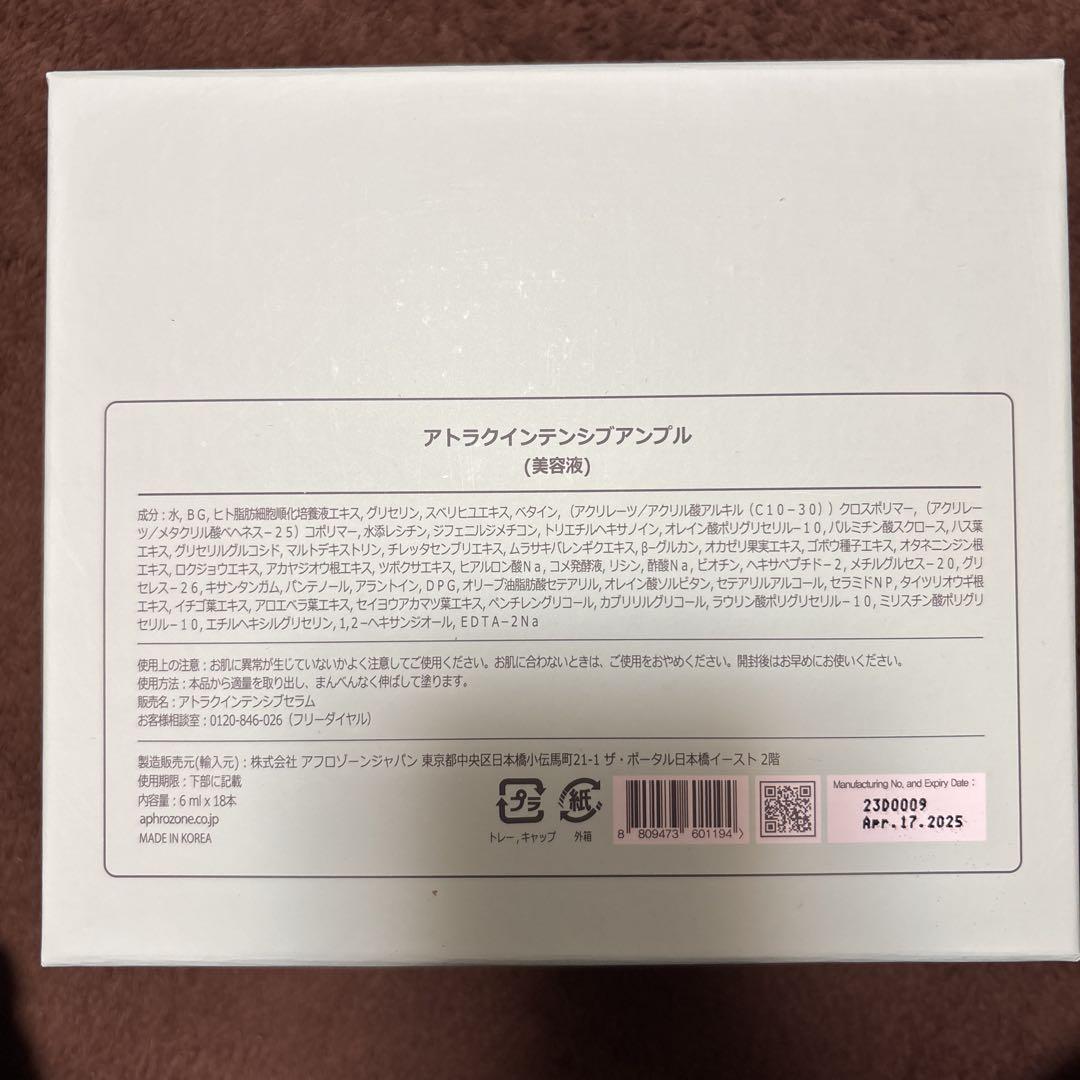 アトラクインテンシブアンプル
(美容液)
成分 : 水, BG, ヒト脂肪細胞順化培養液エキス, グリセリン, スベリヒユエキス, ベタイン, (アクリレーツ/アクリル酸アルキル(C10-30))クロスポリマー, (アクリレー
ツ/メタクリル酸ベヘネス-25)コポリマー, 水添レシチン, ジフェニルジメチコン, トリエチルヘキサノイン, オレイン酸ポリグリセリル-10, パルミチン酸スクロース, ハス葉
エキス, グリセリルグルコシド, マルトデキストリン, チレッタセンブリエキス, ムラサキバレンギクエキス, β-グルカン, オカゼリ果実エキス, ゴボウ種子エキス, オタネニンジン根
エキス, ロクジョウエキス, アカヤジオウ根エキス, ツボクサエキス, ヒアルロン酸Na, コメ発酵液, リシン, 酢酸Na, ビオチン, ヘキサペプチド-2, メチルグルセス-20, グリ
セレス-26, キサンタンガム, パンテノール, アラントイン, DPG, オリーブ油脂肪酸セテアリル, オレイン酸ソルビタン, セテアリルアルコール, セラミドNP, タイツリオウギ根
エキス, イチゴ葉エキス, アロエベラ葉エキス, セイヨウアカマツ葉エキス, ペンチレングリコール, カプリリルグリコール, ラウリン酸ポリグリセリル-10, ミリスチン酸ポリグリ
セリル-10, エチルヘキシルグリセリン, 1,2-ヘキサンジオール, EDTA-2Na
使用上の注意 : お肌に異常が生じていないかよく注意してご使用ください。お肌に合わないときは、ご使用をおやめください。開封後はお早めにお使いください。
使用方法 : 本品から適量を取り出し、まんべんなく伸ばして塗ります。
販売名 : アトラクインテンシブセラム
お客様相談室 : 0120-846-026 (フリーダイヤル)
製造販売元(輸入元) : 株式会社 アフロゾーンジャパン 東京都中央区日本橋小伝馬町21-1 ザ・ポータル日本橋イースト 2階
使用期限 : 下部に記載
内容量 : 6 ml x 18本
aphrozone.co.jp
MADE IN KOREA
プラ
トレー, キャップ
紙
外箱
8 809473 601194
Manufacturing No. and Expiry Date :
23D0009
Apr.17.2025